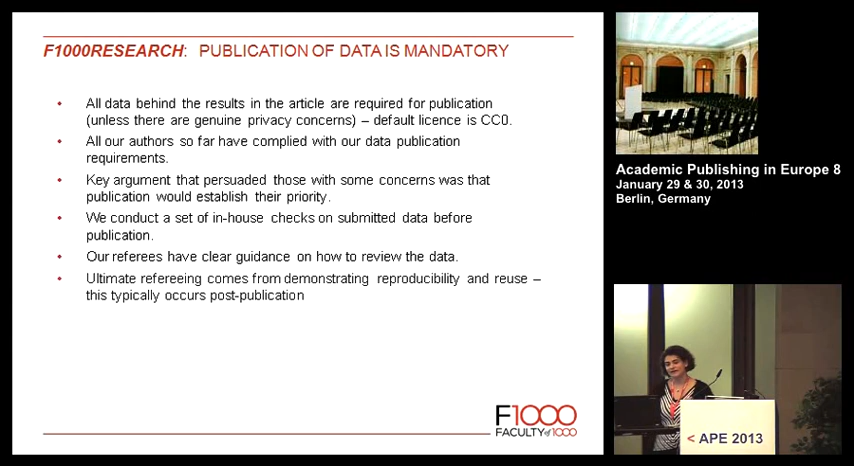 F1000RESEARCH: PUBLICATION OF DATA IS MANDATORY
• All data behind the results in the article are required for publication
(unless there are genuine privacy concerns) – default licence is CC0.
• All our authors so far have complied with our data publication
requirements.
• Key argument that persuaded those with some concerns was that
publication would establish their priority.
• We conduct a set of in-house checks on submitted data before
publication.
• Our referees have clear guidance on how to review the data.
• Ultimate refereeing comes from demonstrating reproducibility and reuse –
this typically occurs post-publication
F1000
FACULTY of 1000
Academic Publishing in Europe 8
January 29 & 30, 2013
Berlin, Germany
< APE 2013